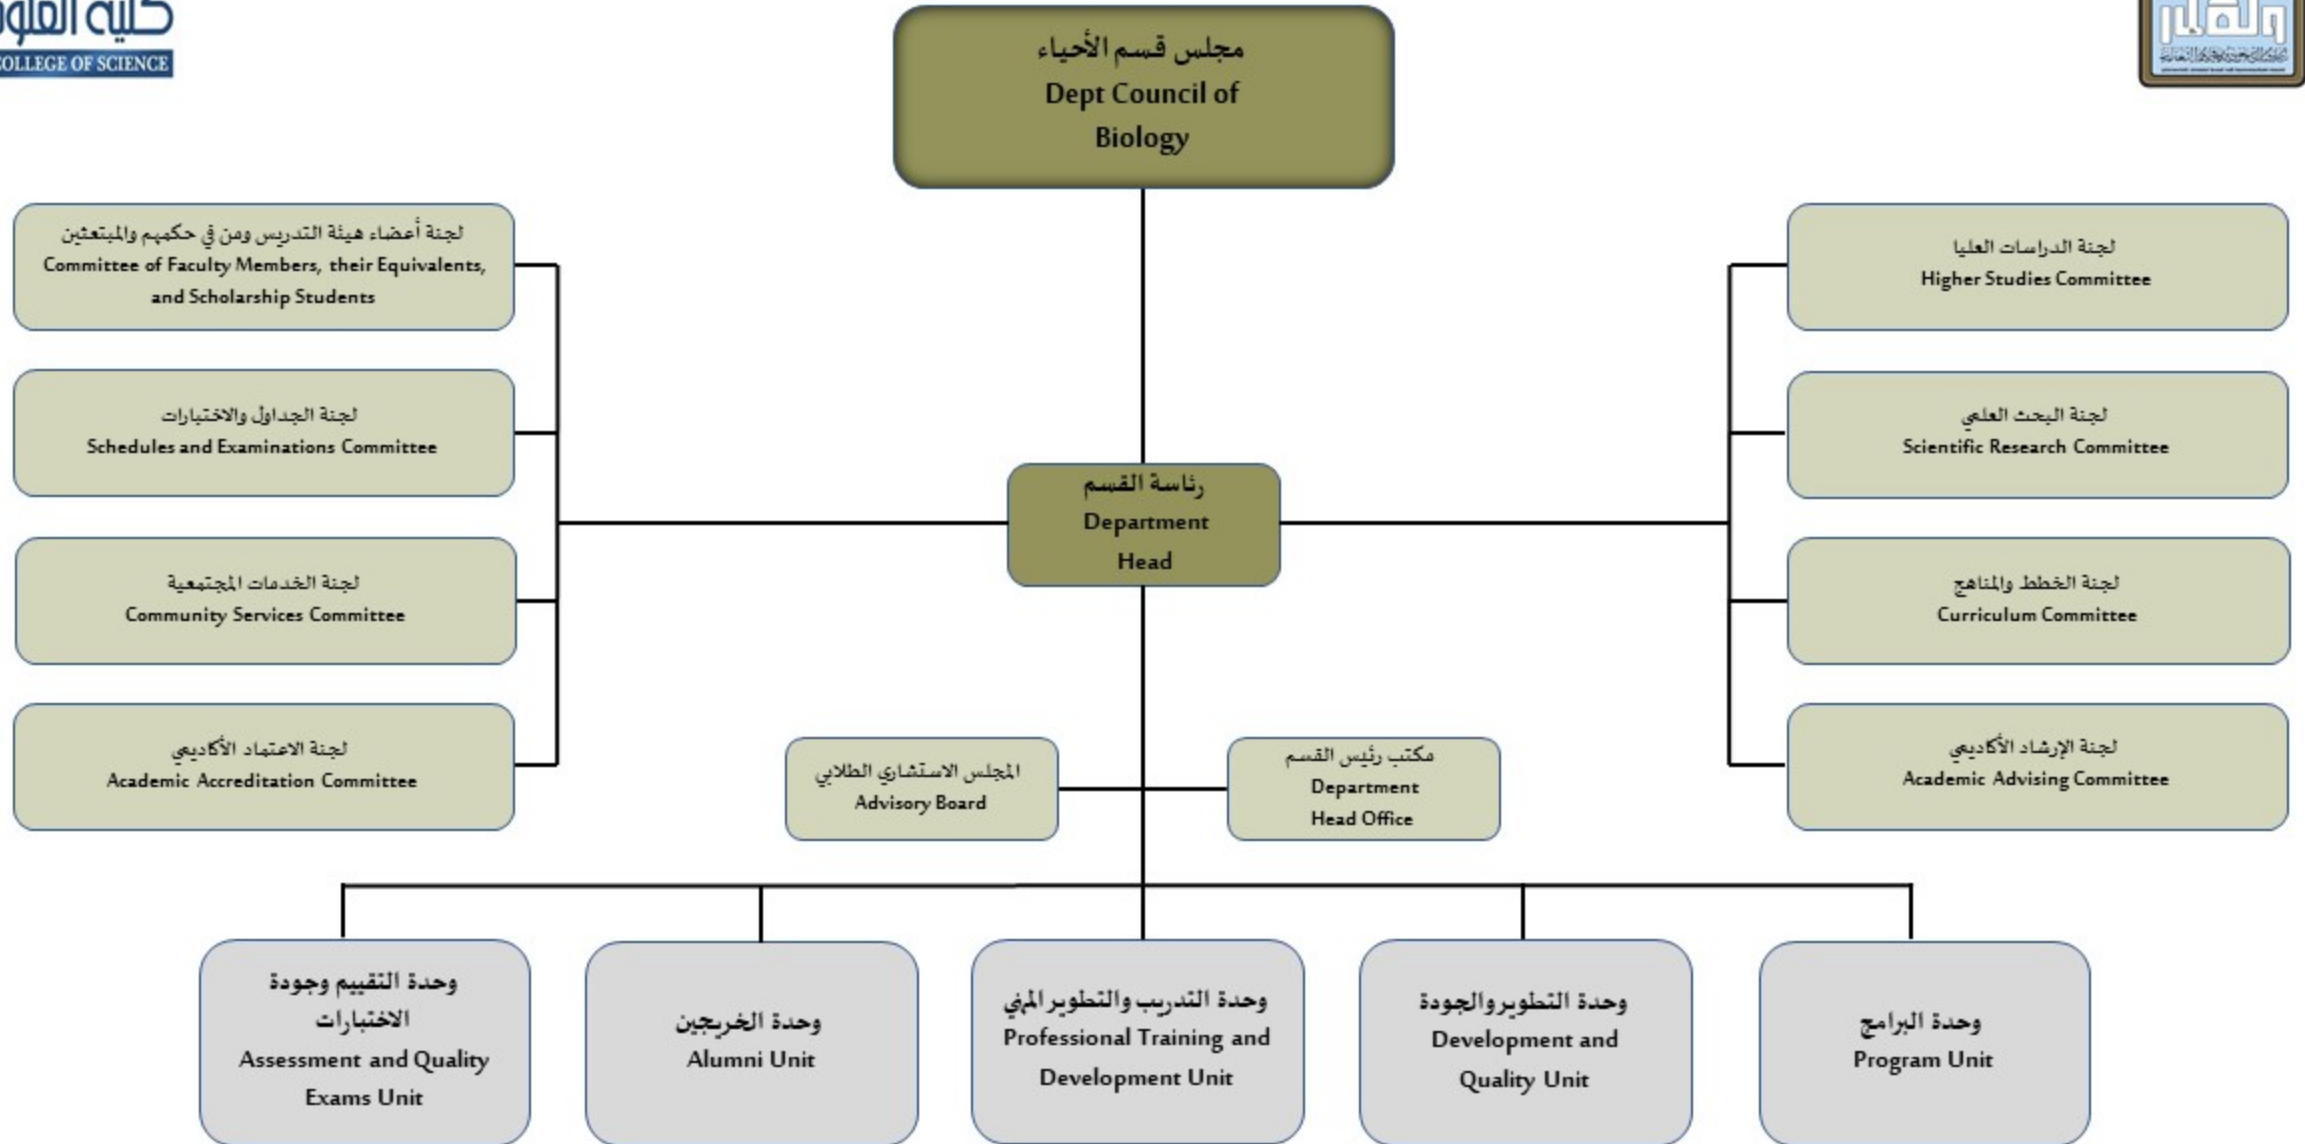 كلية العلوم
COLLEGE OF SCIENCE
مجلس قسم الأحياء
Dept Council of
Biology
لجنة أعضاء هيئة التدريس ومن في حكمهم والمبتعثين
Committee of Faculty Members, their Equivalents,
and Scholarship Students
لجنة الدراسات العليا
Higher Studies Committee
لجنة الجداول والاختبارات
Schedules and Examinations Committee
لجنة البحث العلمي
Scientific Research Committee
رئاسة القسم
Department
Head
لجنة الخدمات المجتمعية
Community Services Committee
لجنة الخطط والمناهج
Curriculum Committee
لجنة الاعتماد الأكاديمي
Academic Accreditation Committee
المجلس الاستشاري الطلابي
Advisory Board
مكتب رئيس القسم
Department
Head Office
لجنة الإرشاد الأكاديمي
Academic Advising Committee
وحدة التقييم وجودة
الاختبارات
Assessment and Quality
Exams Unit
وحدة الخريجين
Alumni Unit
وحدة التدريب والتطوير المهني
Professional Training and
Development Unit
وحدة التطوير والجودة
Development and
Quality Unit
وحدة البرامج
Program Unit